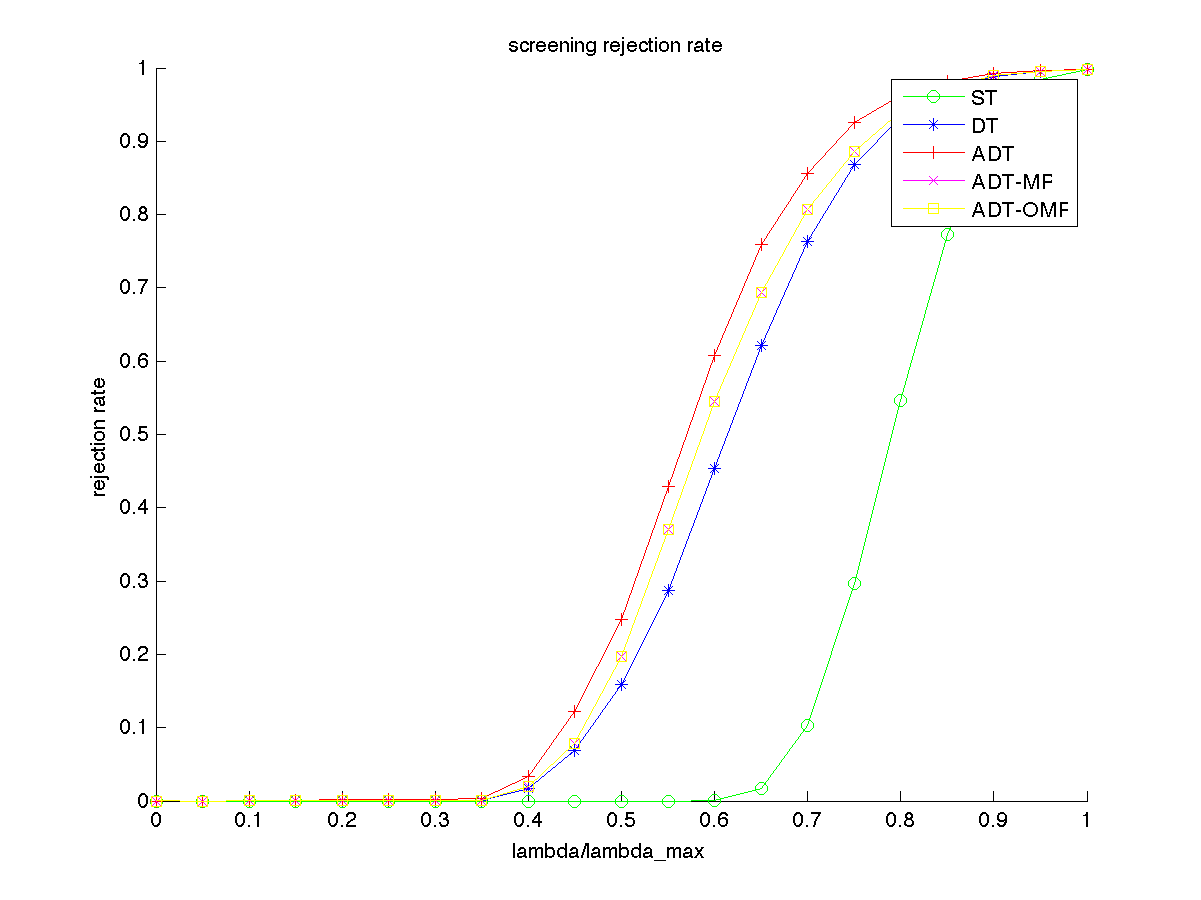 screening rejection rate
1
0.9
0.8
0.7
0.6
0.5
0.4
0.3
0.2
0.1
0
rejection rate
ST
DT
ADT
ADT-MF
ADT-OMF
0 0.1 0.2 0.3 0.4 0.5 0.6 0.7 0.8 0.9 1
lambda/lambda_max